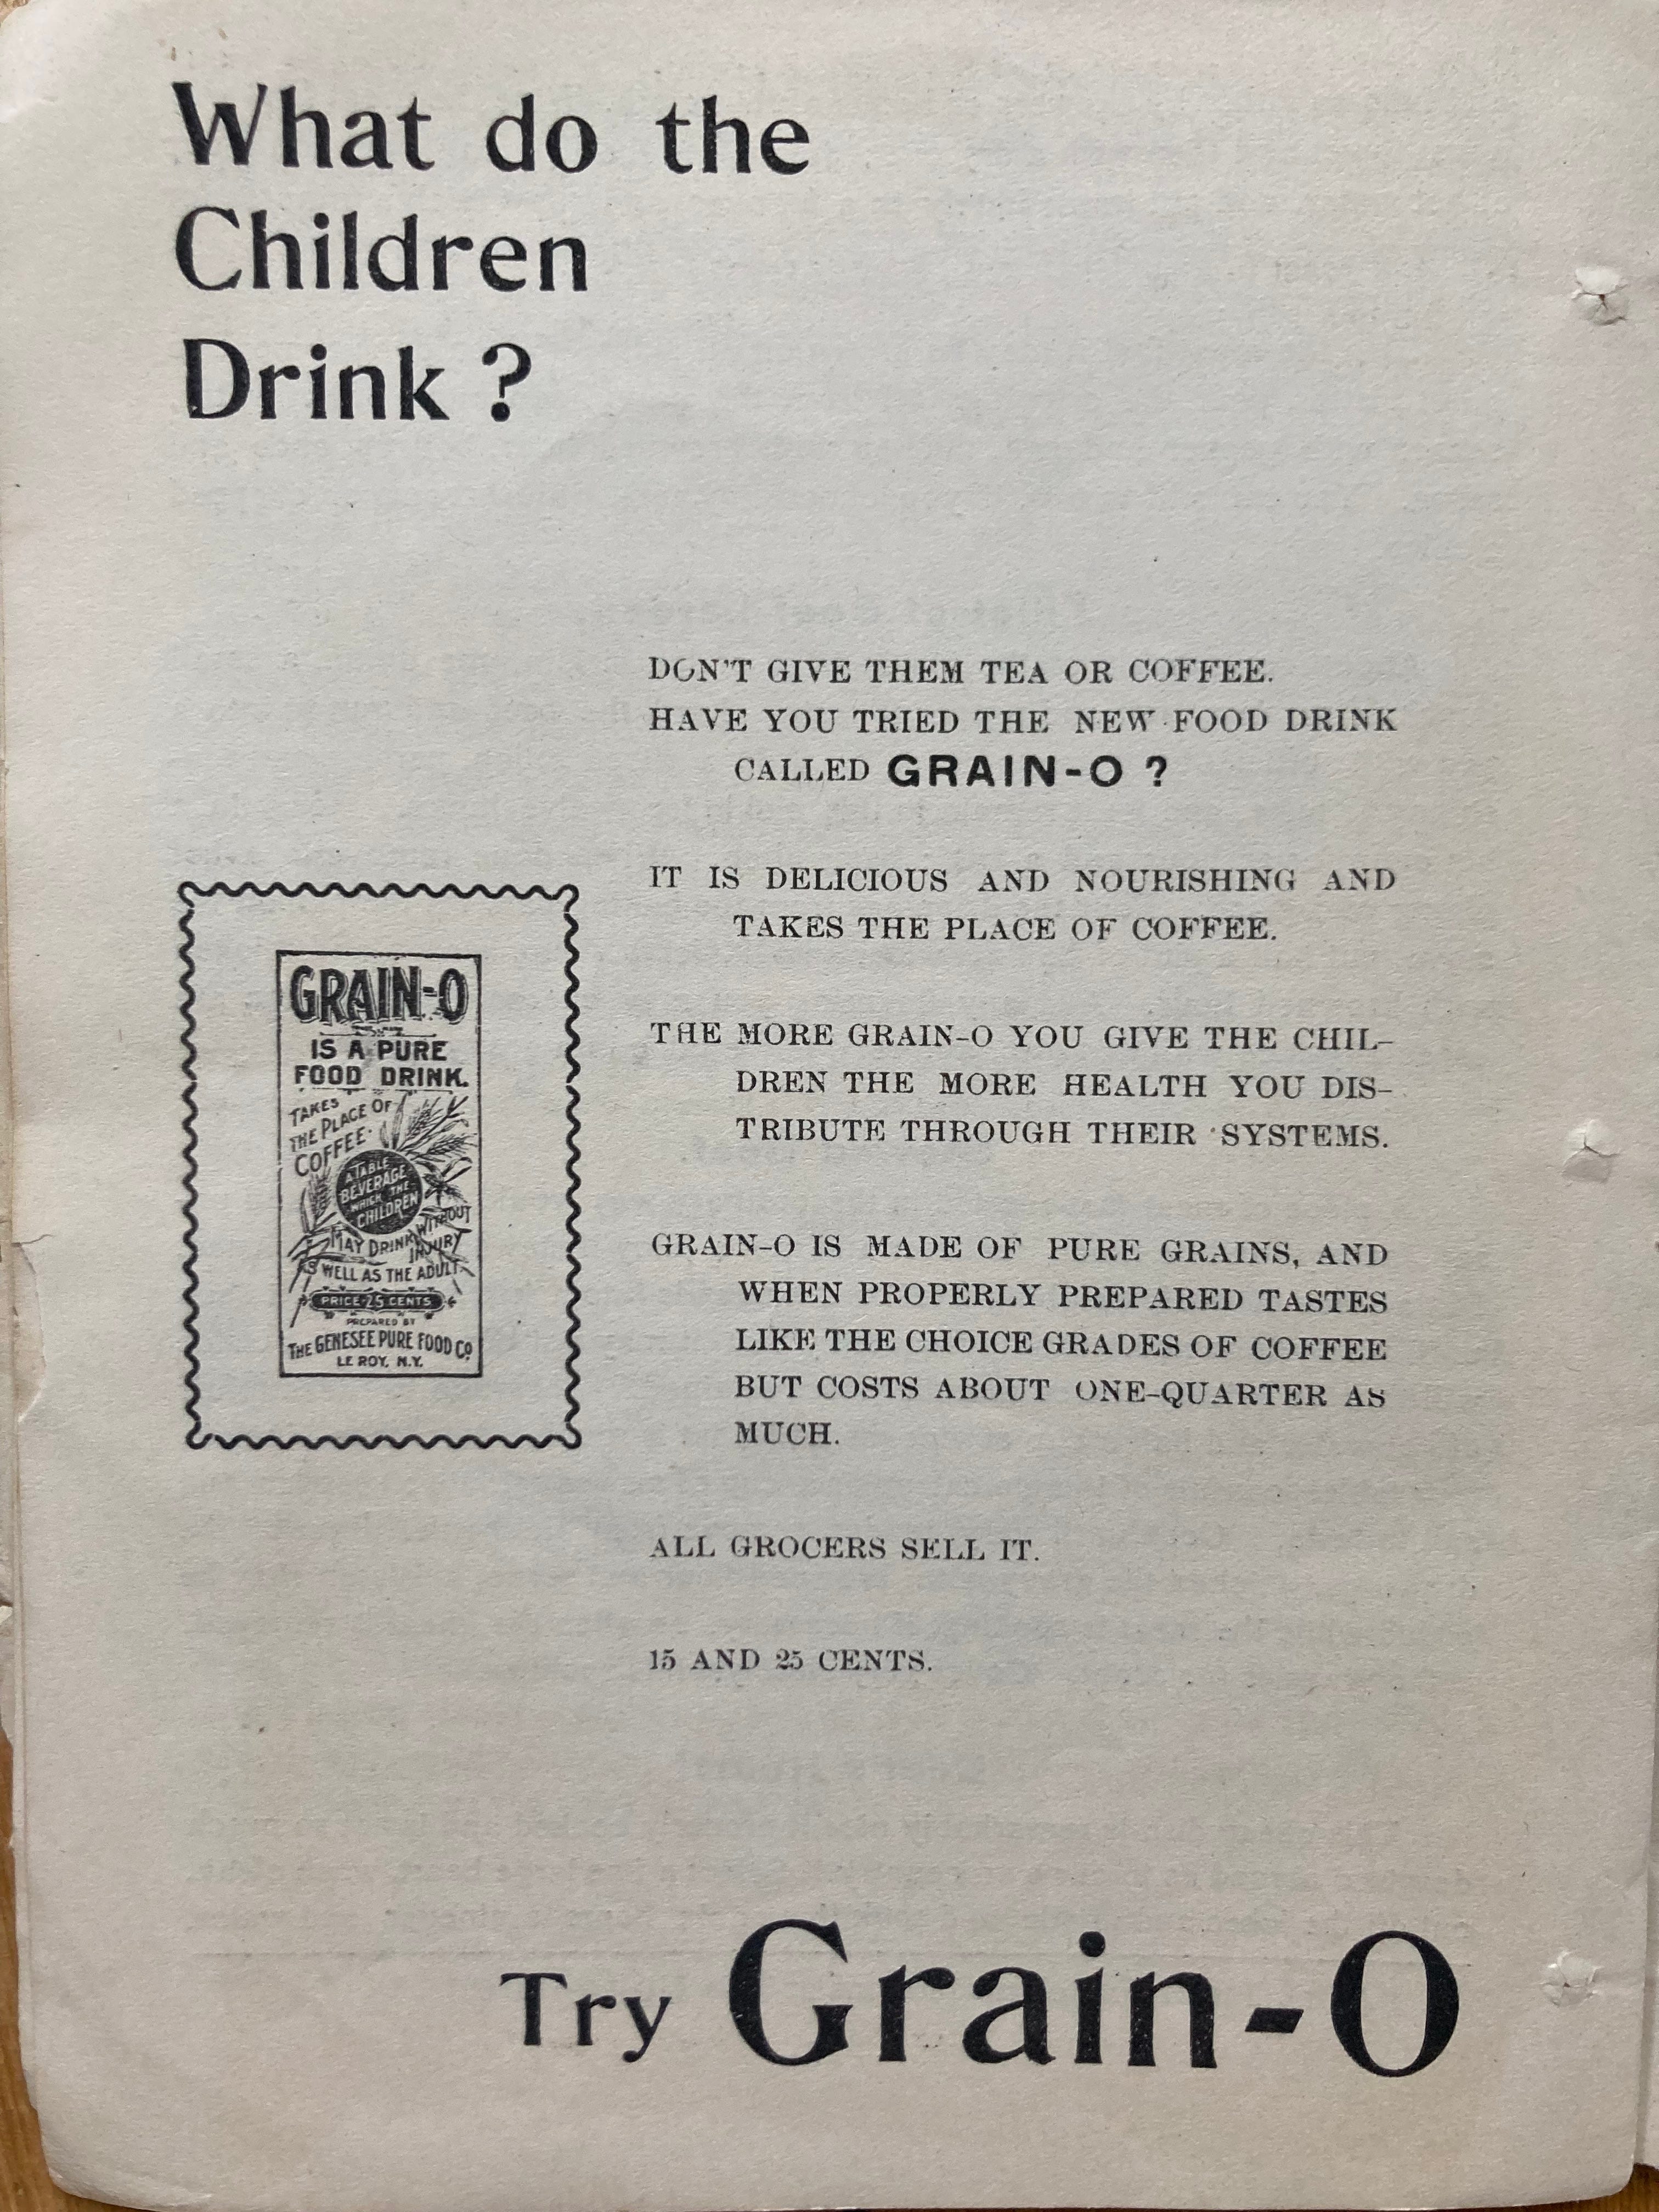 What do the
Children
Drink ?
DON'T GIVE THEM TEA OR COFFEE.
HAVE YOU TRIED THE NEW FOOD DRINK
CALLED GRAIN-O ?
IT IS DELICIOUS AND NOURISHING AND
TAKES THE PLACE OF COFFEE.
THE MORE GRAIN-O YOU GIVE THE CHIL-
DREN THE MORE HEALTH YOU DIS-
TRIBUTE THROUGH THEIR SYSTEMS.
GRAIN-O IS MADE OF PURE GRAINS, AND
WHEN PROPERLY PREPARED TASTES
LIKE THE CHOICE GRADES OF COFFEE
BUT COSTS ABOUT ONE-QUARTER AS
MUCH.
ALL GROCERS SELL IT.
15 AND 25 CENTS.
GRAIN-O
IS A PURE
FOOD DRINK.
TAKES
THE PLACE OF
COFFEE.
A TABLE
BEVERAGE
WHICH THE
CHILDREN
MAY DRINK WITHOUT
INJURY
AS WELL AS THE ADULT.
PRICE 25 CENTS
PREPARED BY
THE GENESEE PURE FOOD CO
LE ROY, N.Y.
Try Grain-O